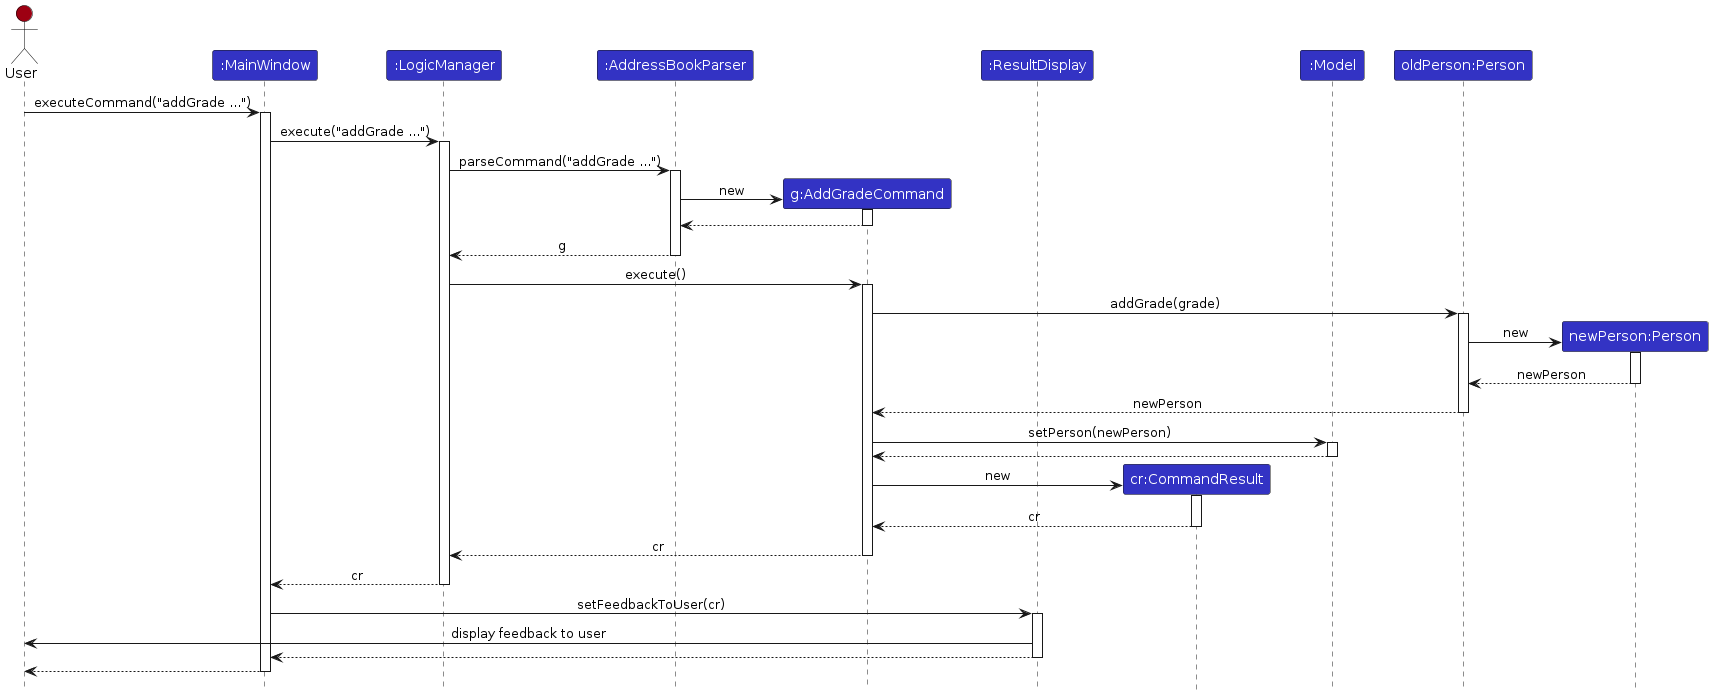 User
:MainWindow
:LogicManager
:AddressBookParser
:ResultDisplay
:Model
oldPerson:Person
executeCommand("addGrade ...")
execute("addGrade ...")
parseCommand("addGrade ...")
new
g:AddGradeCommand
g
execute()
addGrade(grade)
new
newPerson:Person
newPerson
newPerson
setPerson(newPerson)
new
cr:CommandResult
cr
cr
cr
setFeedbackToUser(cr)
display feedback to user